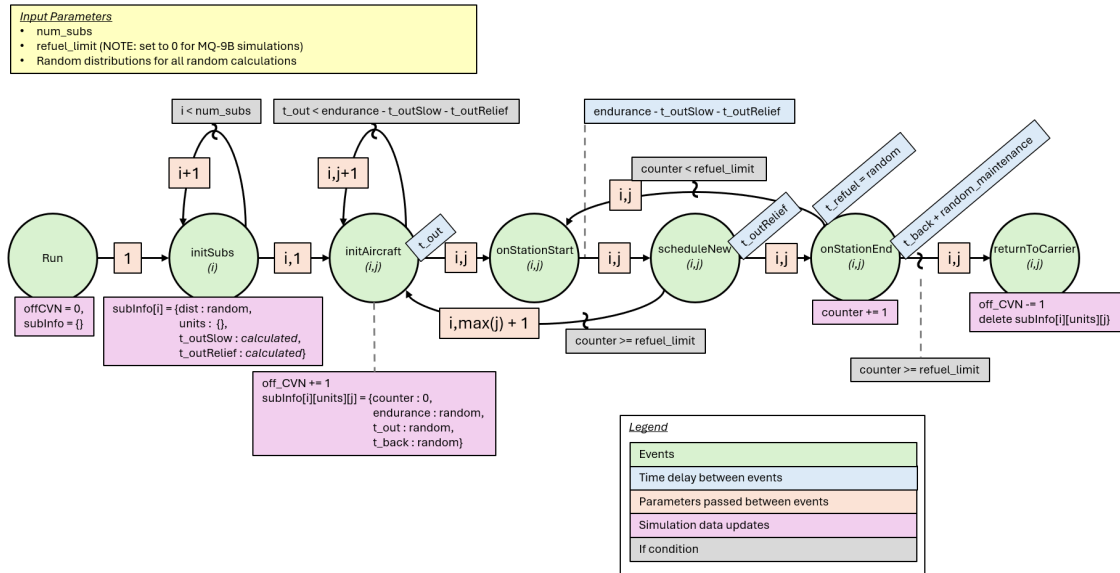 Input Parameters
• num_subs
• refuel_limit (NOTE: set to 0 for MQ-9B simulations)
• Random distributions for all random calculations
i < num_subs
t_out < endurance - t_outSlow - t_outRelief
endurance - t_outSlow - t_outRelief
counter < refuel_limit
t_refuel = random
t_back + random_maintenance
i+1
i,j+1
i,j
t_out
t_outRelief
Run
1
initSubs
(i)
i,1
initAircraft
(i,j)
i,j
onStationStart
(i,j)
i,j
scheduleNew
(i,j)
i,j
onStationEnd
(i,j)
i,j
returnToCarrier
(i,j)
offCVN = 0,
subInfo = {}
subInfo[i] = {dist : random,
units : {},
t_outSlow : calculated,
t_outRelief : calculated}
i,max(j) + 1
counter >= refuel_limit
counter += 1
off_CVN -= 1
delete subInfo[i][units][j]
counter >= refuel_limit
off_CVN += 1
subInfo[i][units][j] = {counter : 0,
endurance : random,
t_out : random,
t_back : random}
Legend
Events
Time delay between events
Parameters passed between events
Simulation data updates
If condition